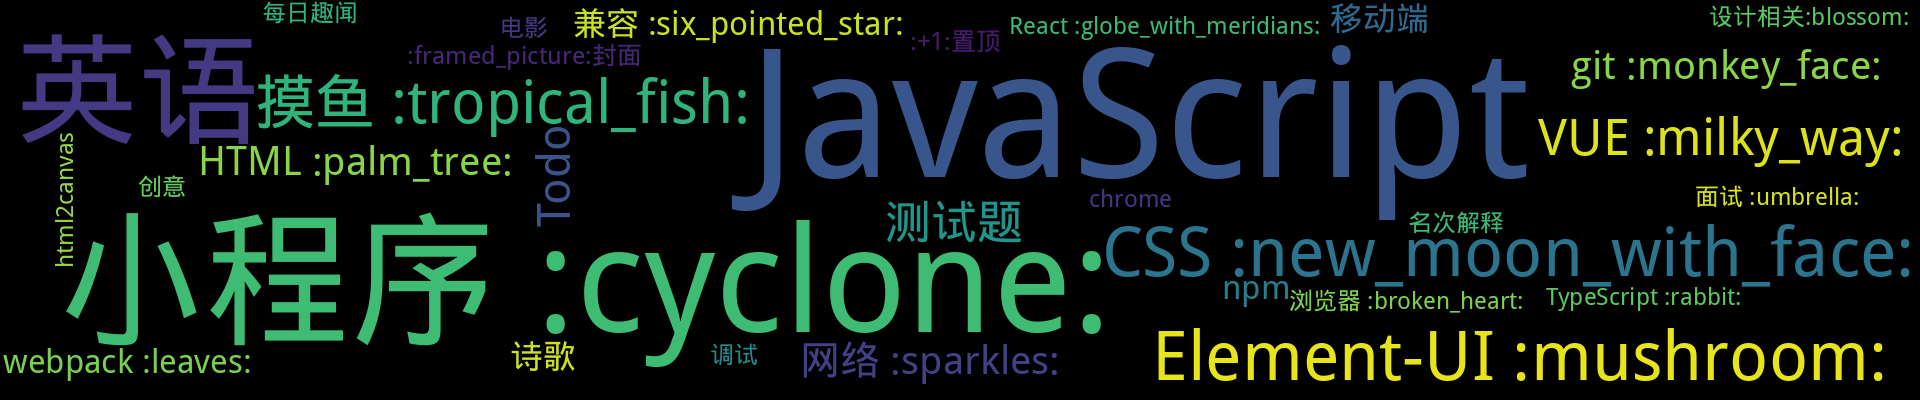 每日趣闻
电影
兼容 :six_pointed_star:
:+1:置顶
React :globe_with_meridians:
移动端
设计相关:blossom:
英语
:framed_picture:封面
JavaScript
git :monkey_face:
摸鱼 :tropical_fish:
VUE :milky_way:
HTML :palm_tree:
Todo
html2canvas
创意
chrome
面试 :umbrella:
小程序 :cyclone:
测试题
名次解释
CSS :new_moon_with_face:
npm
浏览器 :broken_heart:
TypeScript :rabbit:
webpack :leaves:
诗歌
调试
网络 :sparkles:
Element-UI :mushroom: